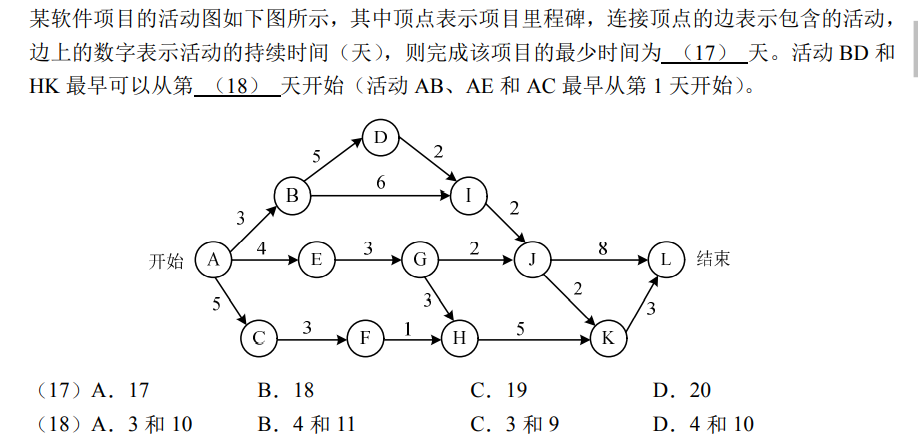 某软件项目的活动图如下图所示，其中顶点表示项目里程碑，连接顶点的边表示包含的活动，
边上的数字表示活动的持续时间（天），则完成该项目的最少时间为 （17） 天。活动 BD 和
HK 最早可以从第 （18） 天开始（活动 AB、AE 和 AC 最早从第 1 天开始）。
D
5 2
B 6 I
3 2
开始 A 4 E 3 G 2 J 8 L 结束
5 3 2 3
C 3 F 1 H 5 K
（17）A．17 B．18 C．19 D．20
（18）A．3 和 10 B．4 和 11 C．3 和 9 D．4 和 10